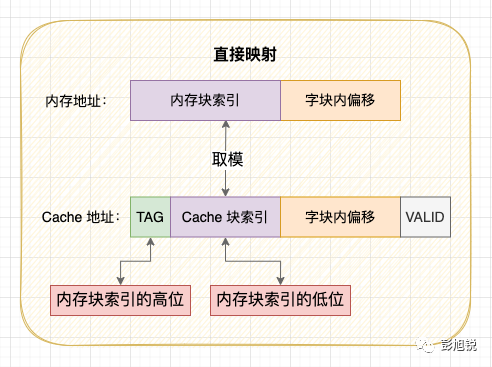 直接映射
内存地址： 内存块索引 字块内偏移
取模
Cache 地址： TAG Cache 块索引 字块内偏移 VALID
内存块索引的高位 内存块索引的低位
彭旭锐